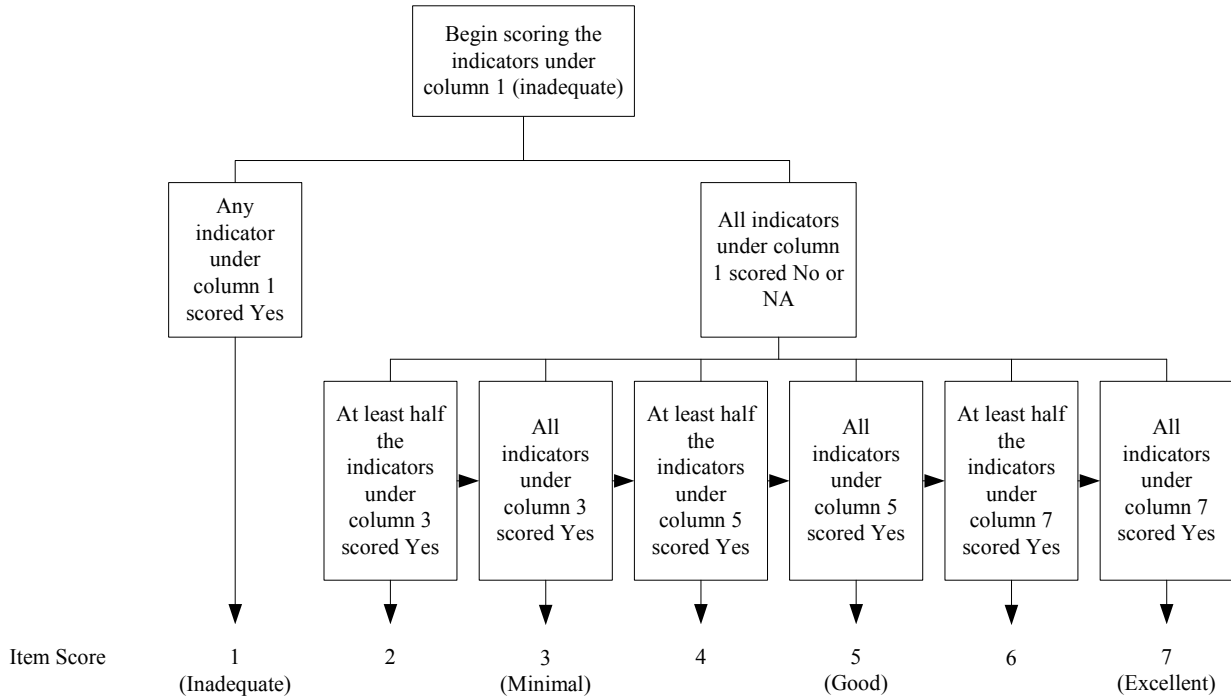 Begin scoring the
indicators under
column 1 (inadequate)
Any
indicator
under
column 1
scored Yes
All indicators
under column
1 scored No or
NA
At least half
the
indicators
under
column 3
scored Yes
All
indicators
under
column 3
scored Yes
At least half
the
indicators
under
column 5
scored Yes
All
indicators
under
column 5
scored Yes
At least half
the
indicators
under
column 7
scored Yes
All
indicators
under
column 7
scored Yes
Item Score 1 2 3 4 5 6 7
(Inadequate) (Minimal) (Good) (Excellent)